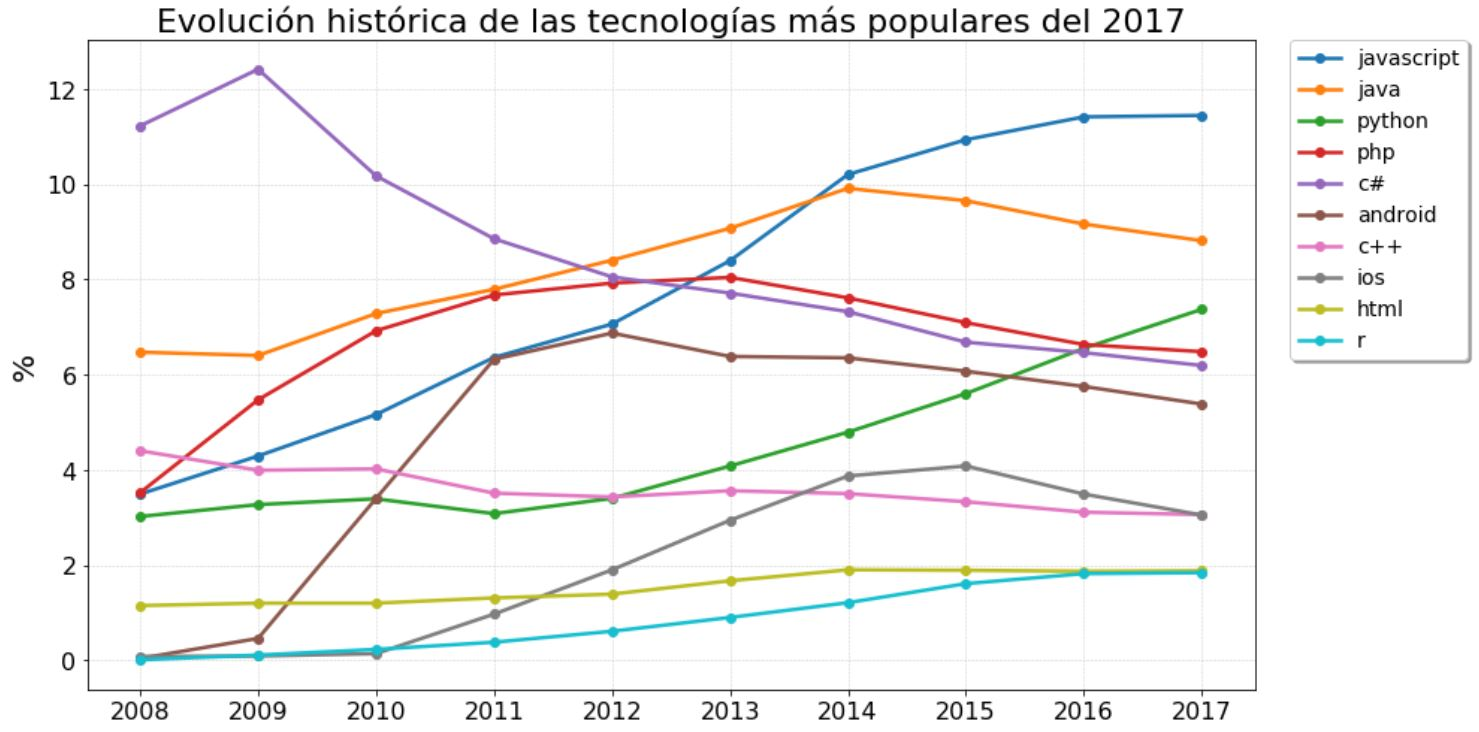 Evolución histórica de las tecnologías más populares del 2017
javascript
java
python
php
c#
android
c++
ios
html
r
%
12
10
8
6
4
2
0
2008 2009 2010 2011 2012 2013 2014 2015 2016 2017